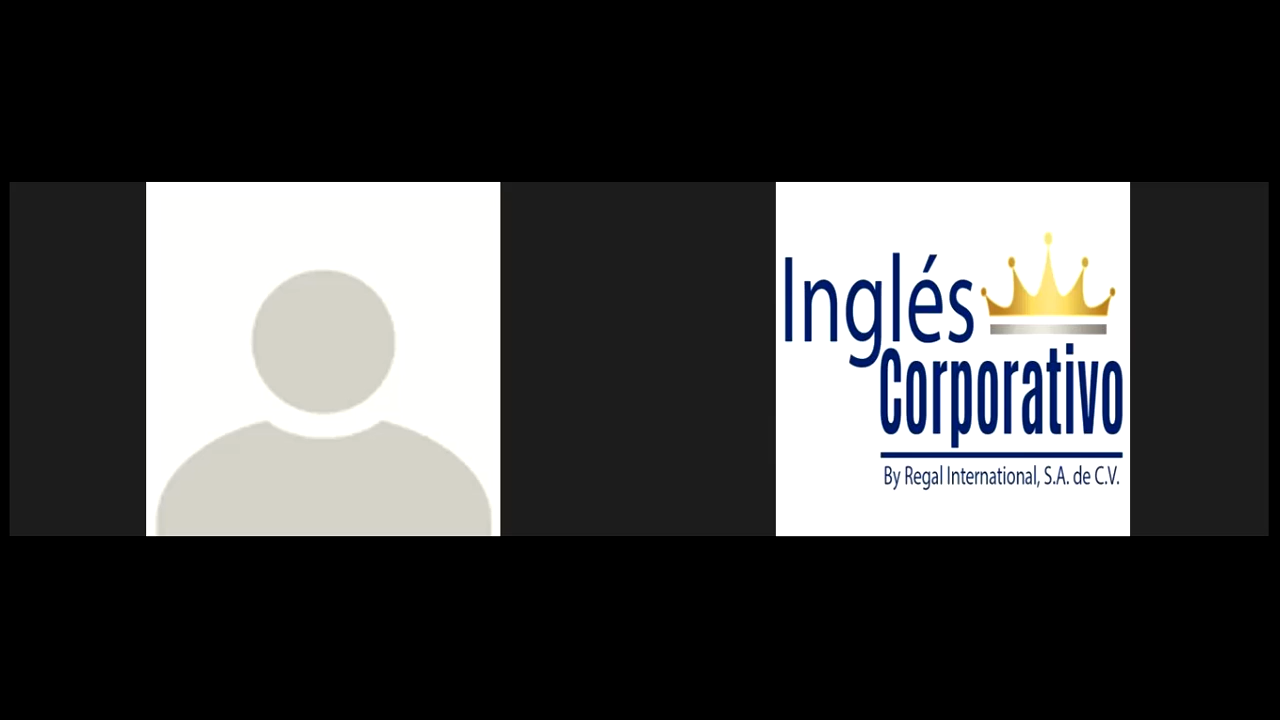 Inglés
Corporativo
By Regal International, S.A. de C.V.